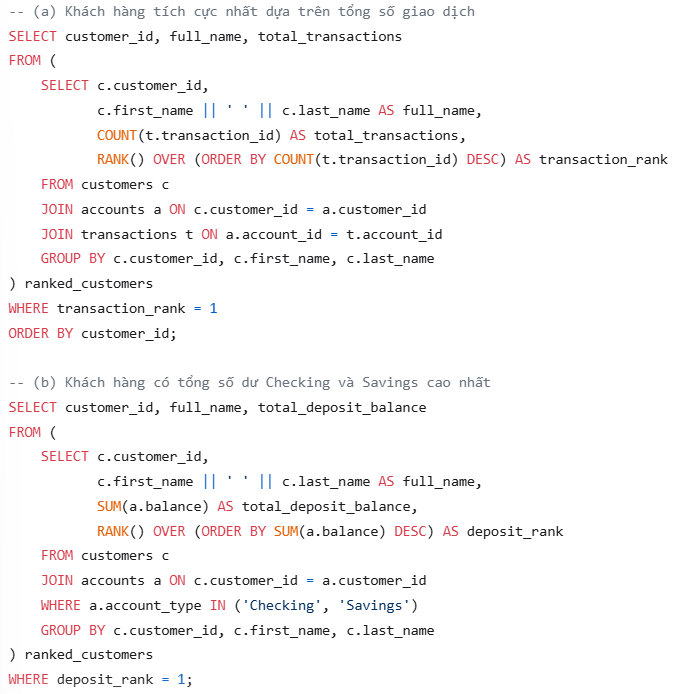 -- (a) Khách hàng tích cực nhất dựa trên tổng số giao dịch
SELECT customer_id, full_name, total_transactions
FROM (
    SELECT c.customer_id,
           c.first_name || ' ' || c.last_name AS full_name,
           COUNT(t.transaction_id) AS total_transactions,
           RANK() OVER (ORDER BY COUNT(t.transaction_id) DESC) AS transaction_rank
    FROM customers c
    JOIN accounts a ON c.customer_id = a.customer_id
    JOIN transactions t ON a.account_id = t.account_id
    GROUP BY c.customer_id, c.first_name, c.last_name
) ranked_customers
WHERE transaction_rank = 1
ORDER BY customer_id;

-- (b) Khách hàng có tổng số dư Checking và Savings cao nhất
SELECT customer_id, full_name, total_deposit_balance
FROM (
    SELECT c.customer_id,
           c.first_name || ' ' || c.last_name AS full_name,
           SUM(a.balance) AS total_deposit_balance,
           RANK() OVER (ORDER BY SUM(a.balance) DESC) AS deposit_rank
    FROM customers c
    JOIN accounts a ON c.customer_id = a.customer_id
    WHERE a.account_type IN ('Checking', 'Savings')
    GROUP BY c.customer_id, c.first_name, c.last_name
) ranked_customers
WHERE deposit_rank = 1;